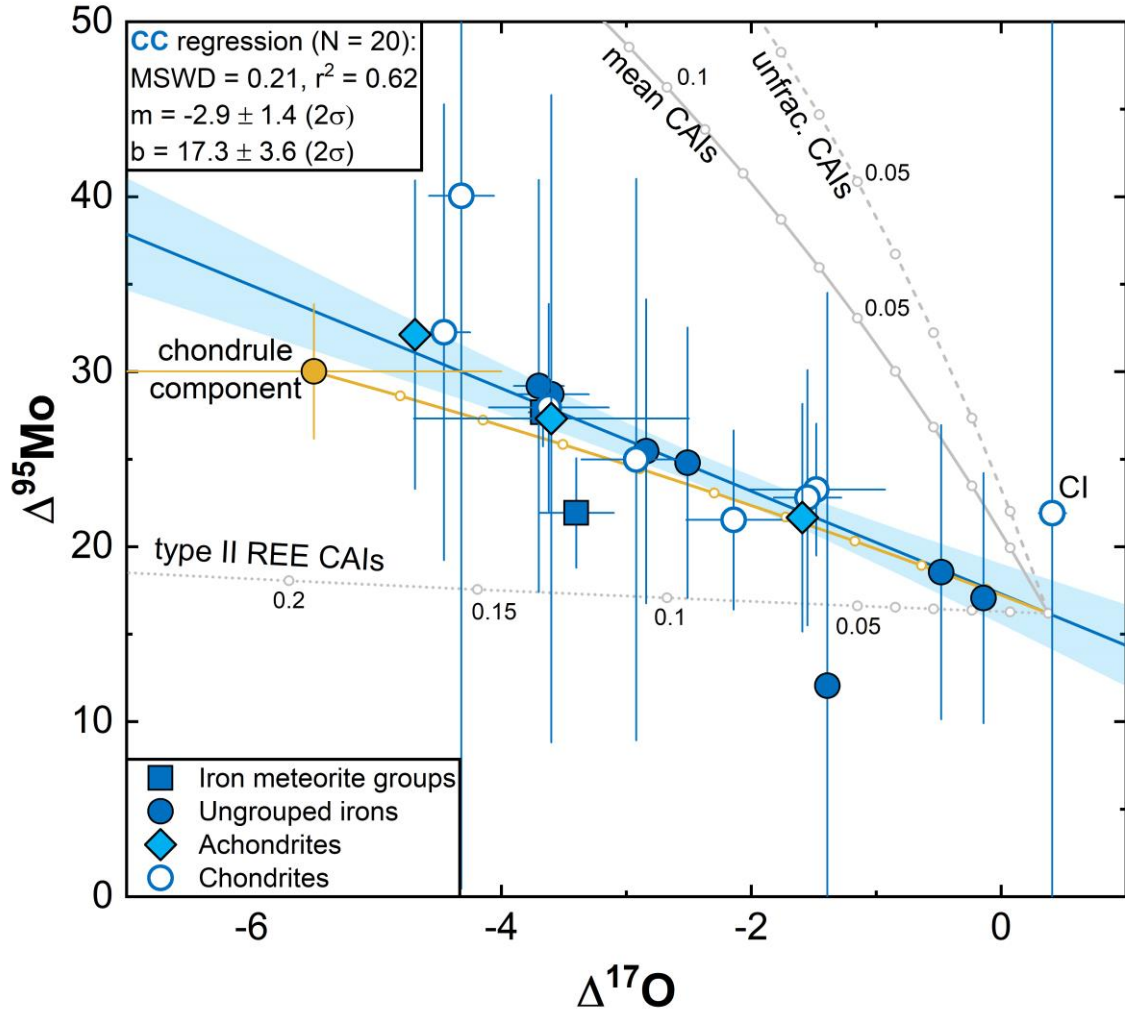 CC regression (N = 20):
MSWD = 0.21, r² = 0.62
m = -2.9 ± 1.4 (2σ)
b = 17.3 ± 3.6 (2σ)
mean CAIs
unfrac. CAIs
0.1
0.05
0.05
chondrule
component
CI
type II REE CAIs
0.2
0.15
0.1
0.05
Iron meteorite groups
Ungrouped irons
Achondrites
Chondrites
50
40
30
20
10
0
Δ⁹⁵Mo
-6
-4
-2
0
Δ¹⁷O